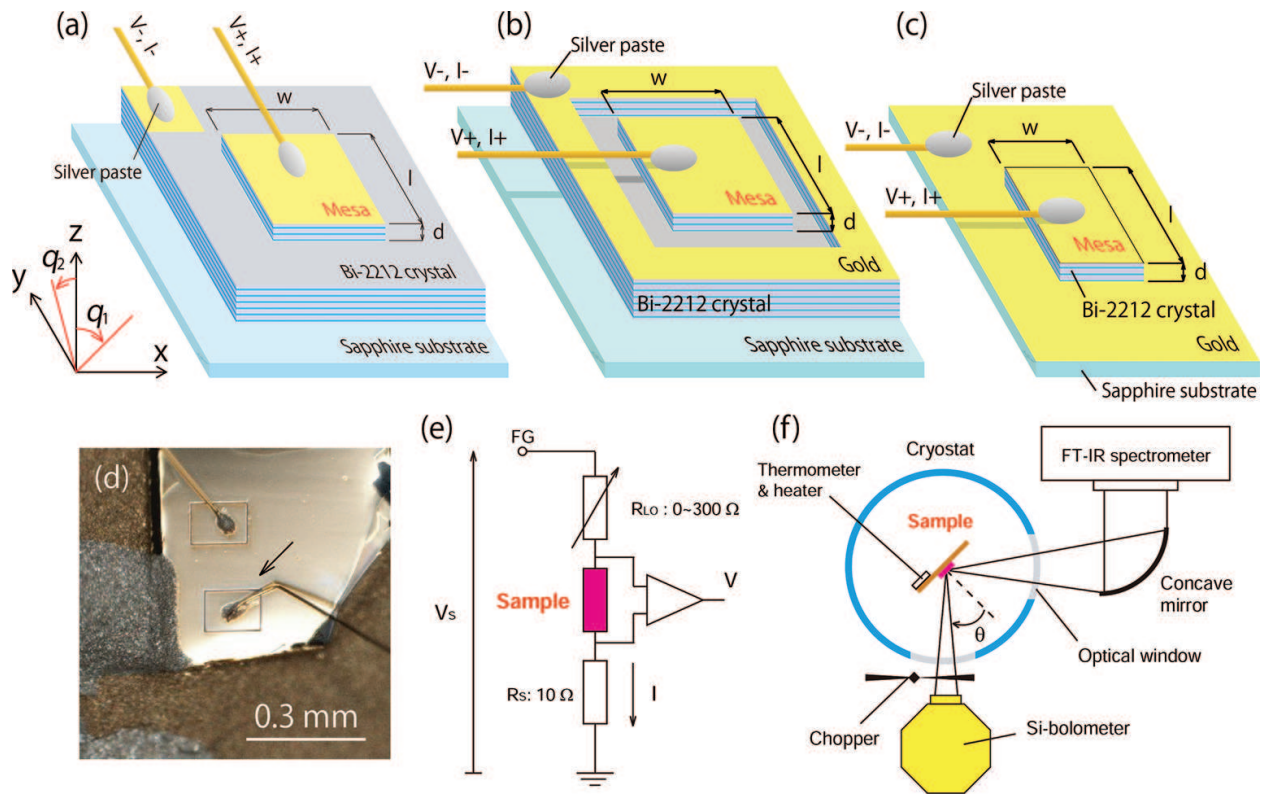 (a)
V-, I-
V+, I+
Silver paste
w
l
d
Mesa
Bi-2212 crystal
Sapphire substrate
z
y
x
q2
q1
(b)
Silver paste
V-, I-
V+, I+
w
l
d
Mesa
Gold
Bi-2212 crystal
Sapphire substrate
(c)
Silver paste
V-, I-
V+, I+
w
l
d
Mesa
Bi-2212 crystal
Gold
Sapphire substrate
(d)
0.3 mm
(e)
FG
RLO : 0~300 Ω
Vs
Sample
V
Rs: 10 Ω
I
(f)
Cryostat
FT-IR spectrometer
Thermometer
& heater
Sample
Concave
mirror
θ
Optical window
Chopper
Si-bolometer